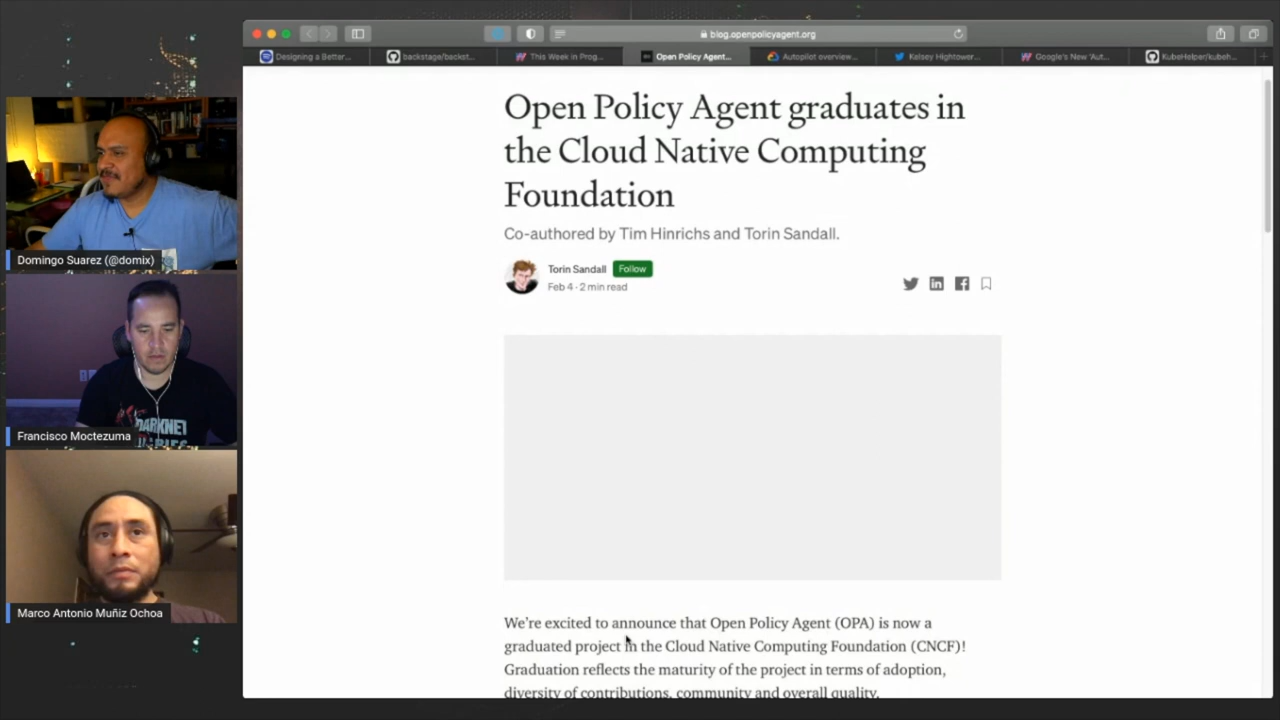 blog.openpolicyagent.org
Designing a Better...
backstage/backst...
This Week in Prog...
Open Policy Agent...
Autopilot overview...
Kelsey Hightower...
Google's New 'Aut...
KubeHelper/kubeh...
Open Policy Agent graduates in
the Cloud Native Computing
Foundation
Co-authored by Tim Hinrichs and Torin Sandall.
Torin Sandall
Follow
Feb 4 · 2 min read
We're excited to announce that Open Policy Agent (OPA) is now a
graduated project in the Cloud Native Computing Foundation (CNCF)!
Graduation reflects the maturity of the project in terms of adoption,
diversity of contributions, community and overall quality.
Domingo Suarez (@domix)
DARKNET
DIARIES
Francisco Moctezuma
Marco Antonio Muñiz Ochoa